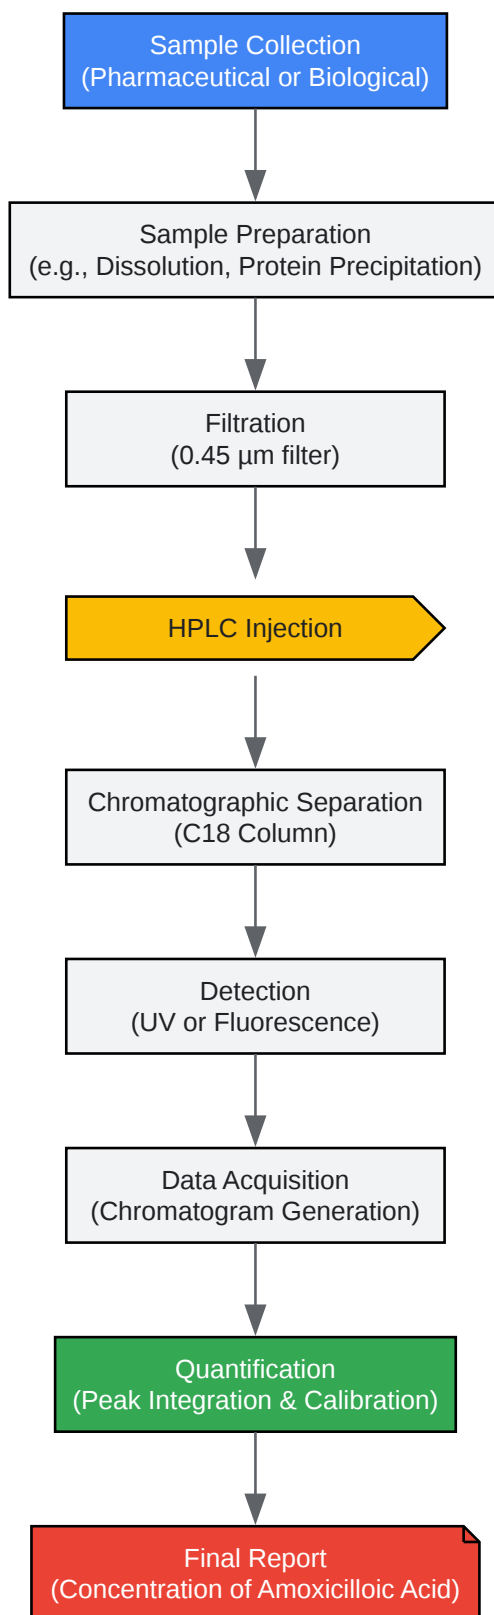 Sample Collection
(Pharmaceutical or Biological)
Sample Preparation
(e.g., Dissolution, Protein Precipitation)
Filtration
(0.45 µm filter)
HPLC Injection
Chromatographic Separation
(C18 Column)
Detection
(UV or Fluorescence)
Data Acquisition
(Chromatogram Generation)
Quantification
(Peak Integration & Calibration)
Final Report
(Concentration of Amoxicilloic Acid)